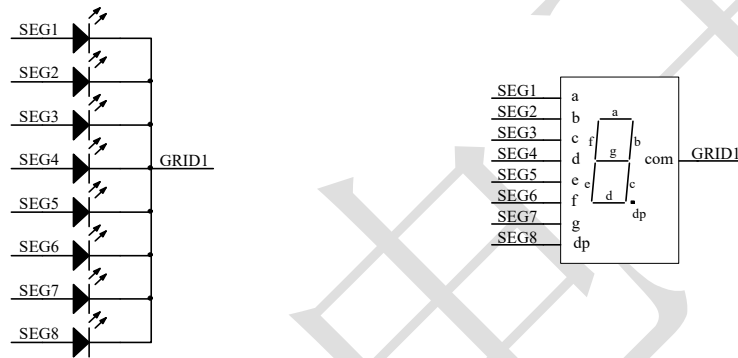 SEG1
SEG2
SEG3
SEG4
SEG5
SEG6
SEG7
SEG8
GRID1
SEG1 a
SEG2 b
SEG3 c
SEG4 d
SEG5 e
SEG6 f
SEG7 g
SEG8 dp
a
f b
g
e c
d
dp
com GRID1